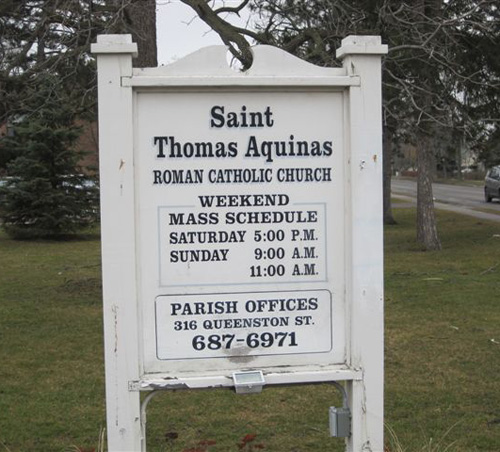 Saint
Thomas Aquinas
ROMAN CATHOLIC CHURCH
WEEKEND
MASS SCHEDULE
SATURDAY 5:00 P.M.
SUNDAY 9:00 A.M.
11:00 A.M.
PARISH OFFICES
316 QUEENSTON ST.
687-6971